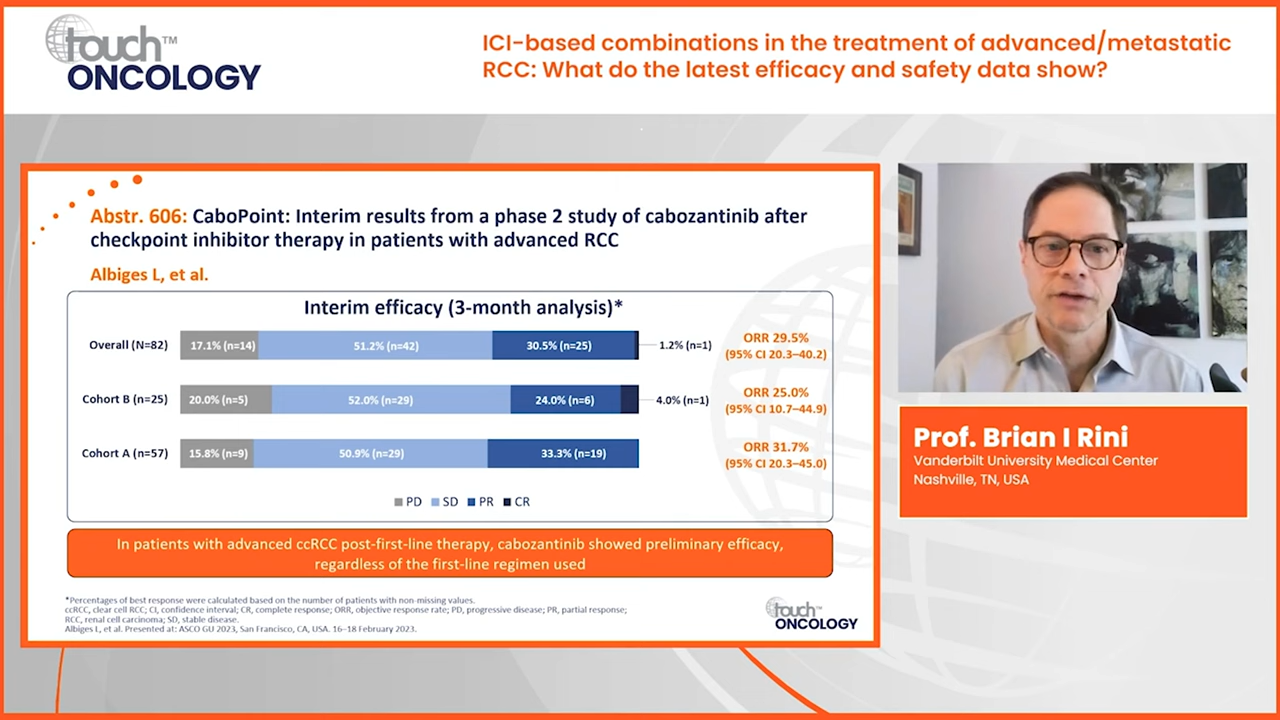 touch™
ONCOLOGY
ICI-based combinations in the treatment of advanced/metastatic
RCC: What do the latest efficacy and safety data show?
Abstr. 606: CaboPoint: Interim results from a phase 2 study of cabozantinib after
checkpoint inhibitor therapy in patients with advanced RCC
Albiges L, et al.
Interim efficacy (3-month analysis)*
Overall (N=82) 17.1% (n=14) 51.2% (n=42) 30.5% (n=25) 1.2% (n=1) ORR 29.5%
(95% CI 20.3–40.2)
Cohort B (n=25) 20.0% (n=5) 52.0% (n=29) 24.0% (n=6) 4.0% (n=1) ORR 25.0%
(95% CI 10.7–44.9)
Cohort A (n=57) 15.8% (n=9) 50.9% (n=29) 33.3% (n=19) ORR 31.7%
(95% CI 20.3–45.0)
PD SD PR CR
In patients with advanced ccRCC post-first-line therapy, cabozantinib showed preliminary efficacy,
regardless of the first-line regimen used
*Percentages of best response were calculated based on the number of patients with non-missing values.
ccRCC, clear cell RCC; CI, confidence interval; CR, complete response; ORR, objective response rate; PD, progressive disease; PR, partial response;
RCC, renal cell carcinoma; SD, stable disease.
Albiges L, et al. Presented at: ASCO GU 2023, San Francisco, CA, USA. 16–18 February 2023.
touch™
ONCOLOGY
Prof. Brian I Rini
Vanderbilt University Medical Center
Nashville, TN, USA